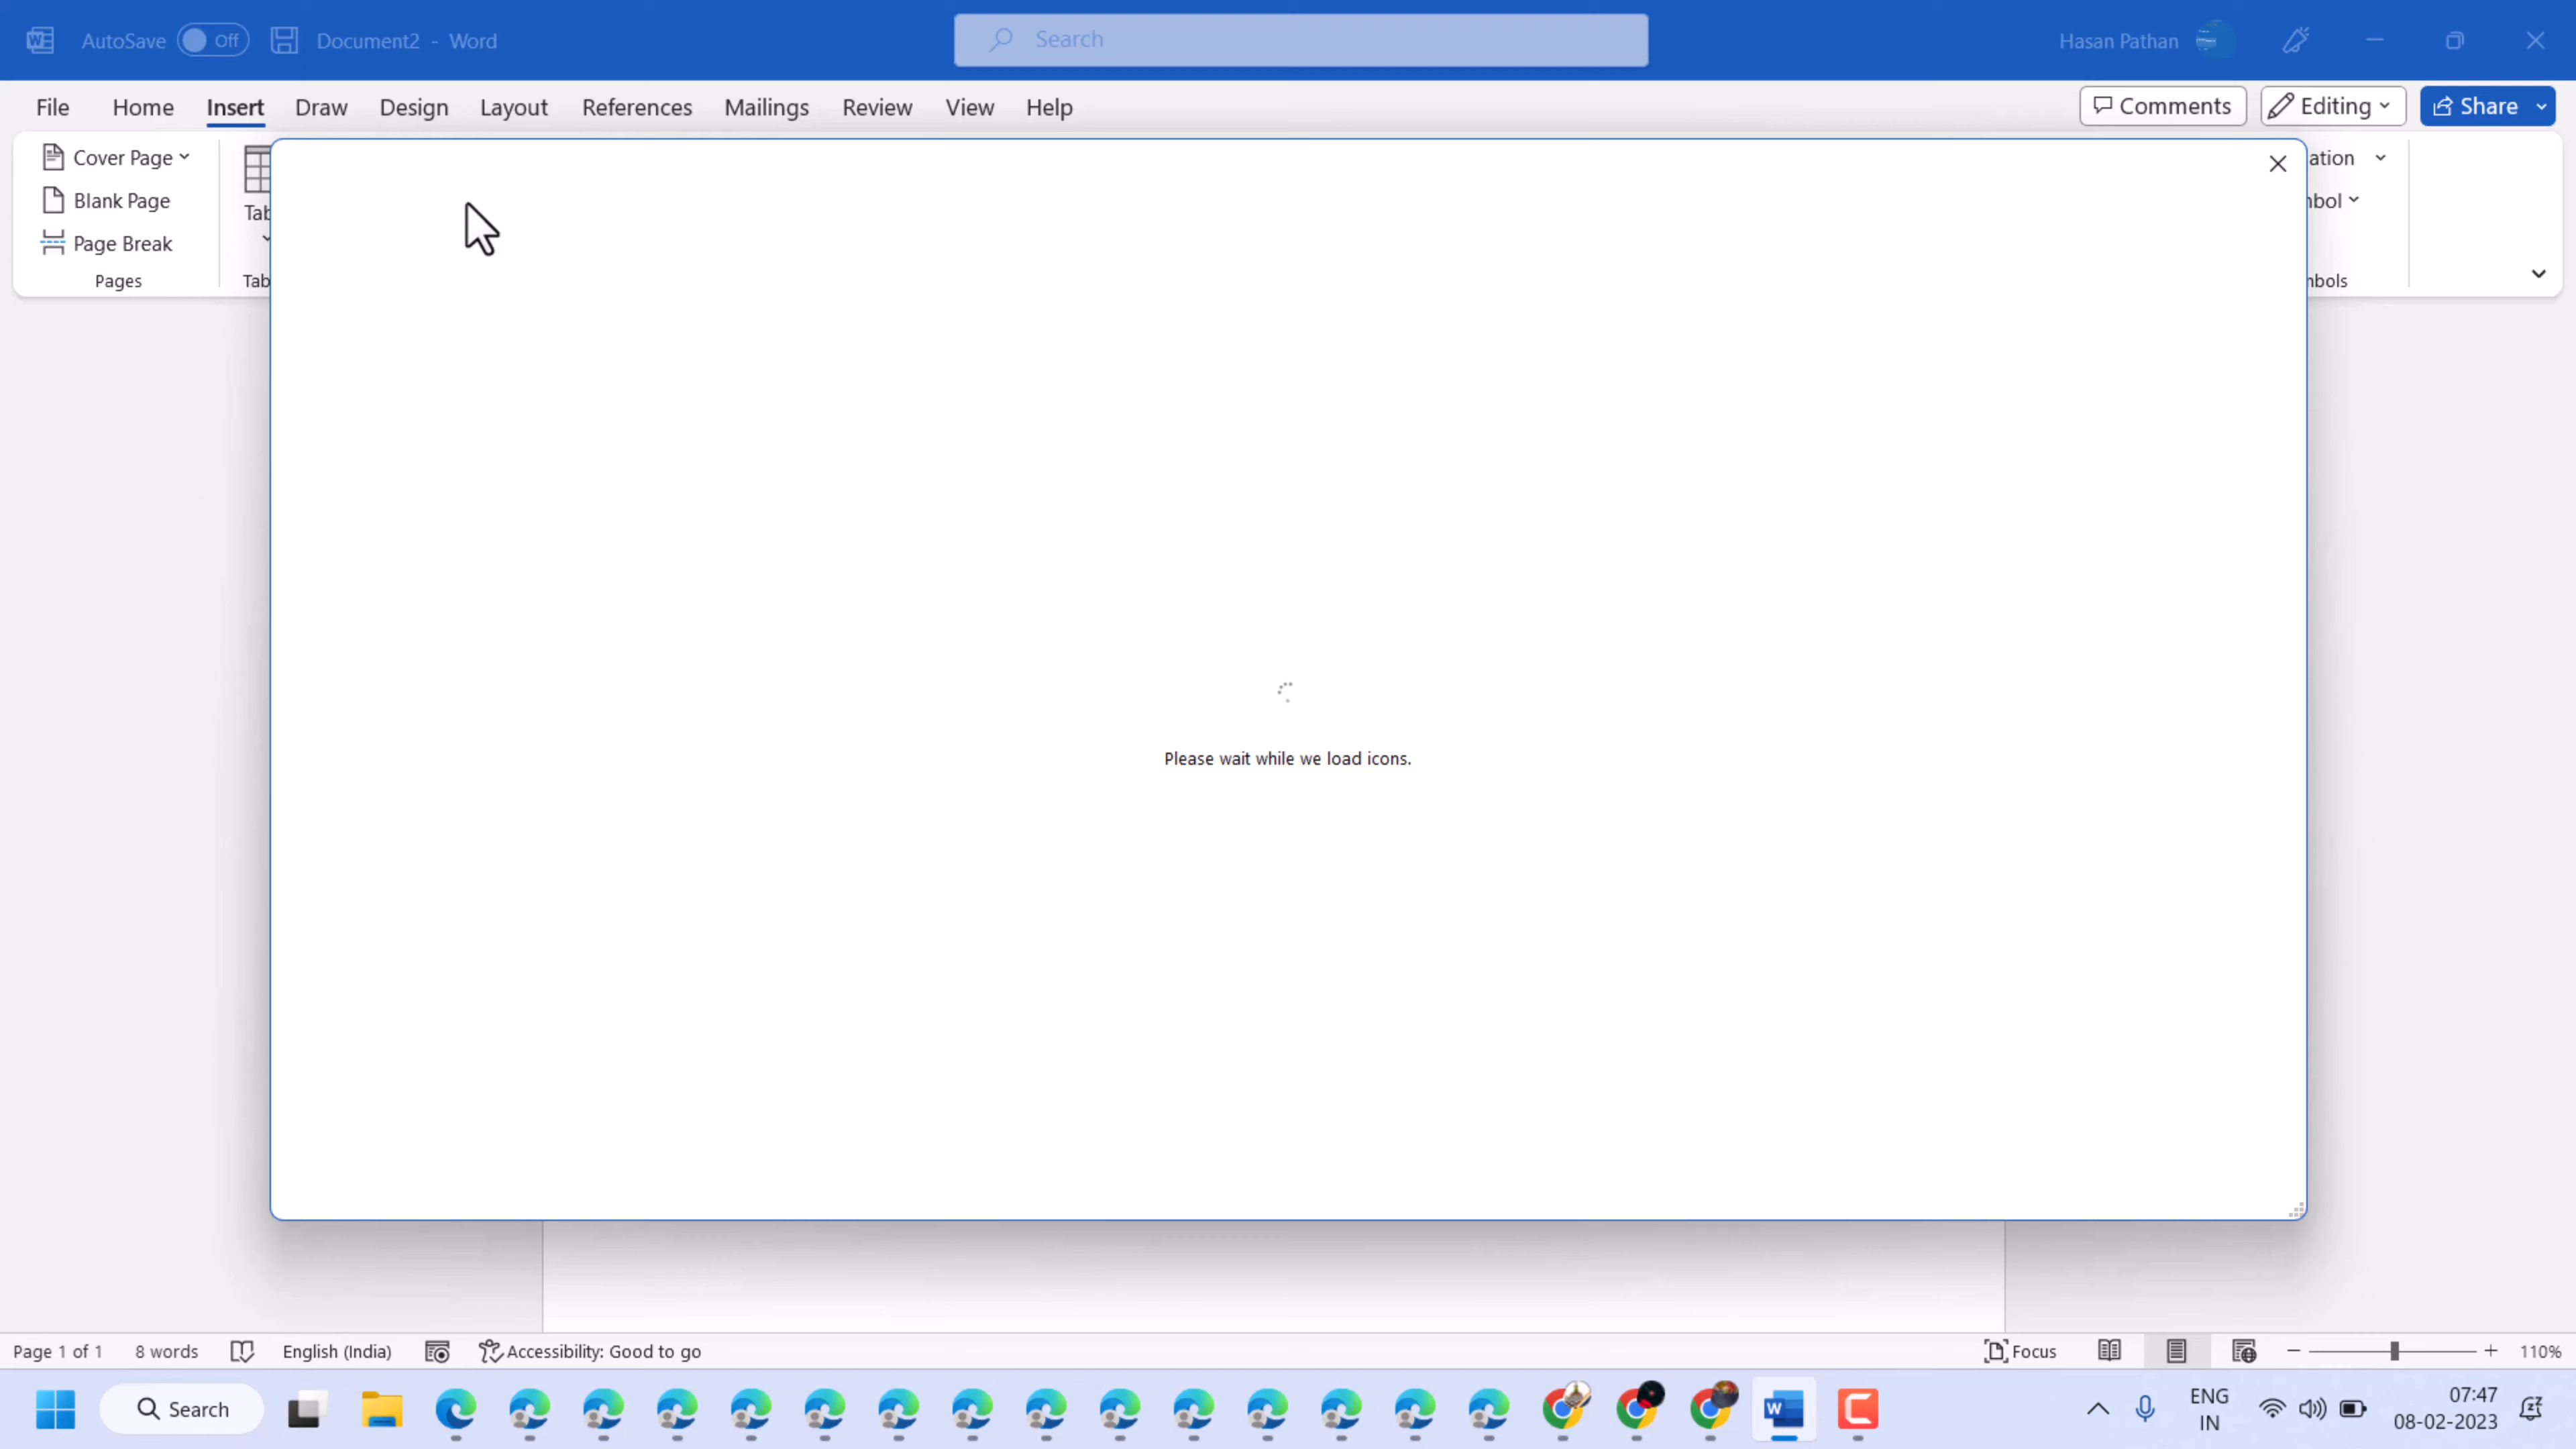 AutoSave Off Document2 - Word
Search
Hasan Pathan
File Home Insert Draw Design Layout References Mailings Review View Help
Comments Editing Share
Cover Page
Blank Page
Page Break
Pages
Tab
Tab
ation
nbol
nbols
Please wait while we load icons.
Page 1 of 1 8 words English (India) Accessibility: Good to go Focus 110%
Search
ENG
IN
07:47
08-02-2023